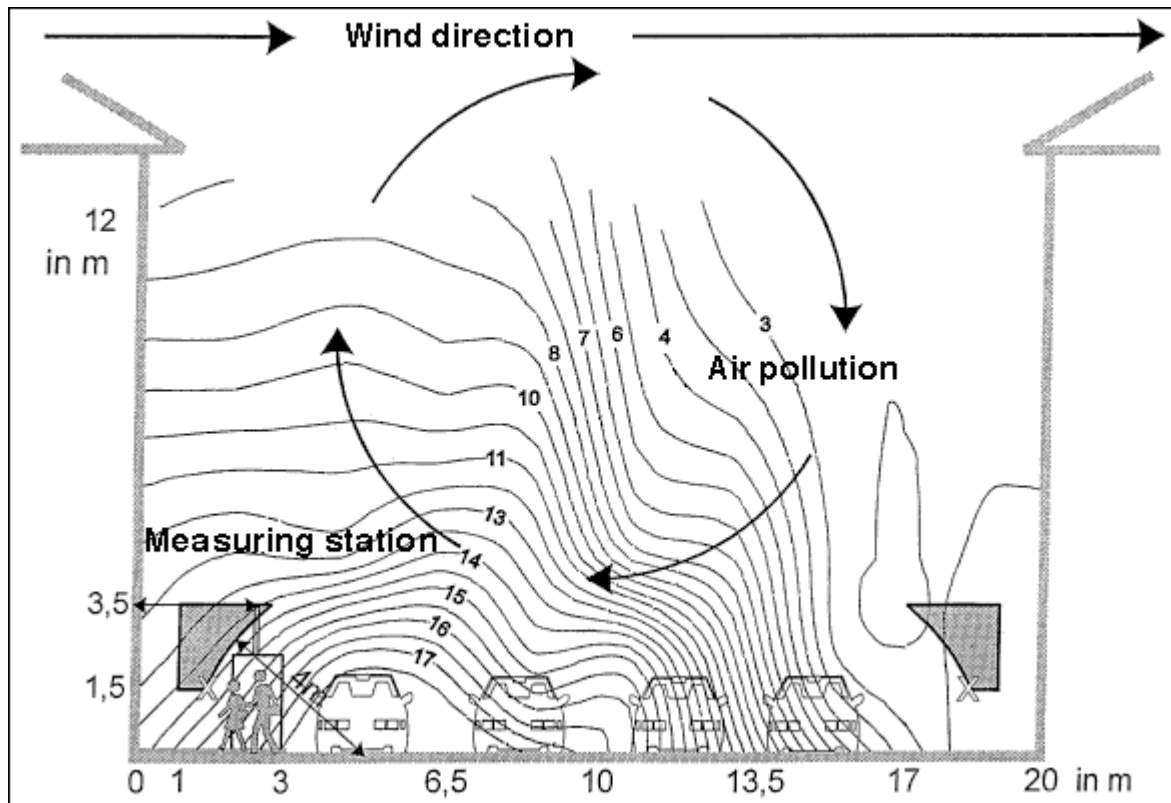 Wind direction
12
in m
3
8
7
6
4
Air pollution
10
11
Measuring station
13
14
3,5
15
16
17
1,5
4m
X
X
0 1 3 6,5 10 13,5 17 20 in m